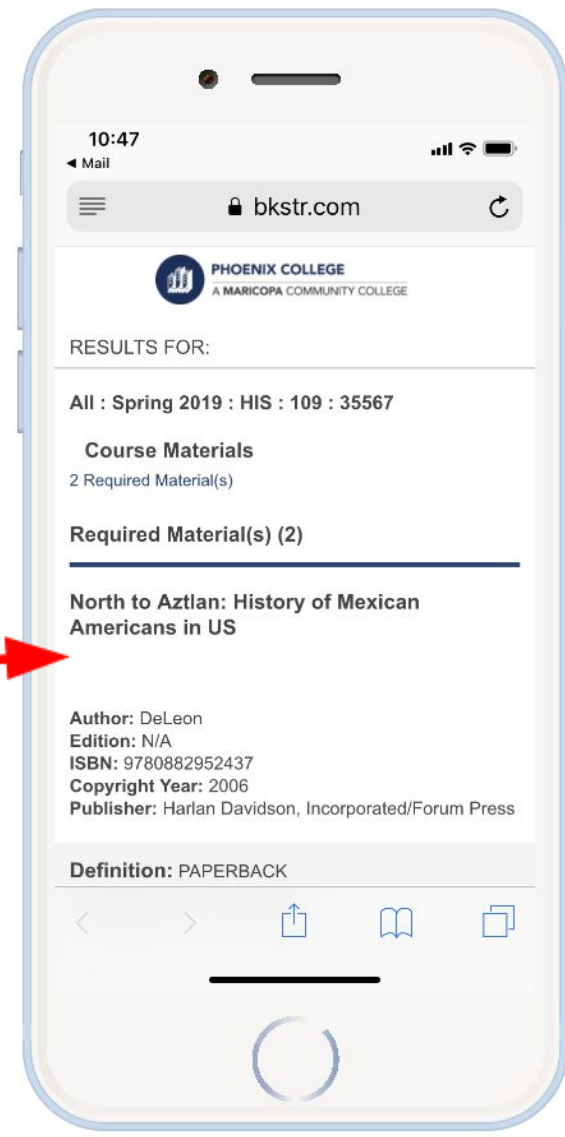 10:47
◄ Mail
bkstr.com
PHOENIX COLLEGE
A MARICOPA COMMUNITY COLLEGE
RESULTS FOR:
All : Spring 2019 : HIS : 109 : 35567
Course Materials
2 Required Material(s)
Required Material(s) (2)
North to Aztlan: History of Mexican
Americans in US
Author: DeLeon
Edition: N/A
ISBN: 9780882952437
Copyright Year: 2006
Publisher: Harlan Davidson, Incorporated/Forum Press
Definition: PAPERBACK